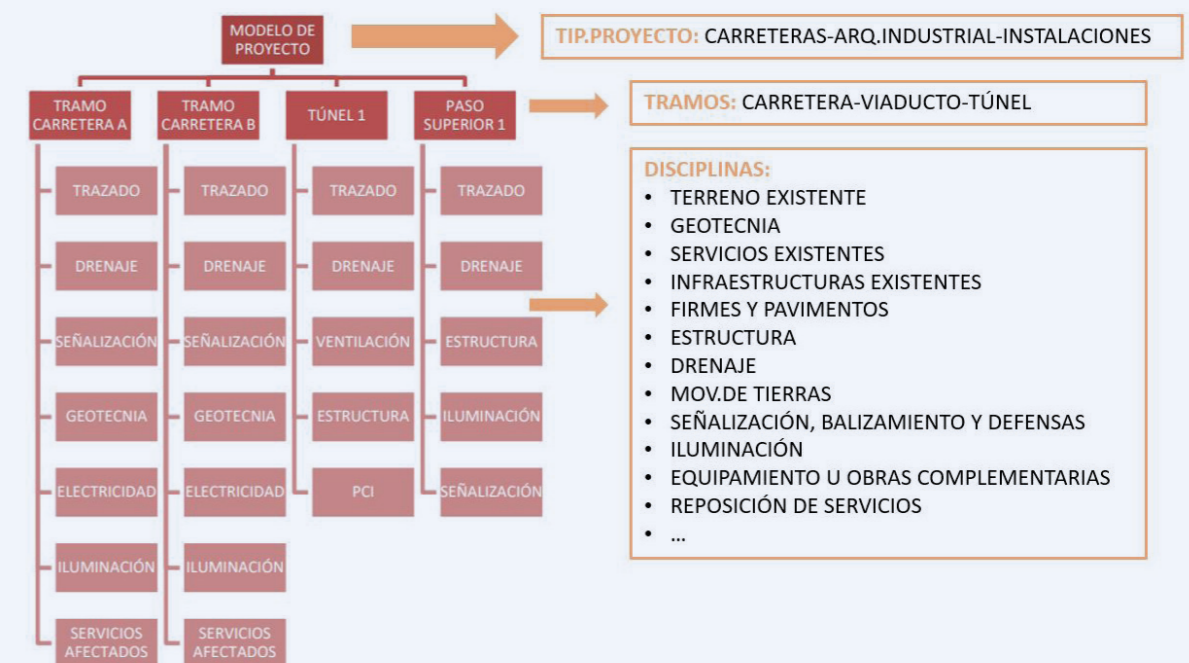 MODELO DE
PROYECTO
TIP.PROYECTO: CARRETERAS-ARQ.INDUSTRIAL-INSTALACIONES
TRAMO
CARRETERA A
TRAMO
CARRETERA B
TÚNEL 1
PASO
SUPERIOR 1
TRAMOS: CARRETERA-VIADUCTO-TÚNEL
TRAZADO
DRENAJE
SEÑALIZACIÓN
GEOTECNIA
ELECTRICIDAD
ILUMINACIÓN
SERVICIOS
AFECTADOS
TRAZADO
DRENAJE
SEÑALIZACIÓN
GEOTECNIA
ELECTRICIDAD
ILUMINACIÓN
SERVICIOS
AFECTADOS
TRAZADO
DRENAJE
VENTILACIÓN
ESTRUCTURA
PCI
TRAZADO
DRENAJE
ESTRUCTURA
ILUMINACIÓN
SEÑALIZACIÓN
DISCIPLINAS:
• TERRENO EXISTENTE
• GEOTECNIA
• SERVICIOS EXISTENTES
• INFRAESTRUCTURAS EXISTENTES
• FIRMES Y PAVIMENTOS
• ESTRUCTURA
• DRENAJE
• MOV.DE TIERRAS
• SEÑALIZACIÓN, BALIZAMIENTO Y DEFENSAS
• ILUMINACIÓN
• EQUIPAMIENTO U OBRAS COMPLEMENTARIAS
• REPOSICIÓN DE SERVICIOS
• ...